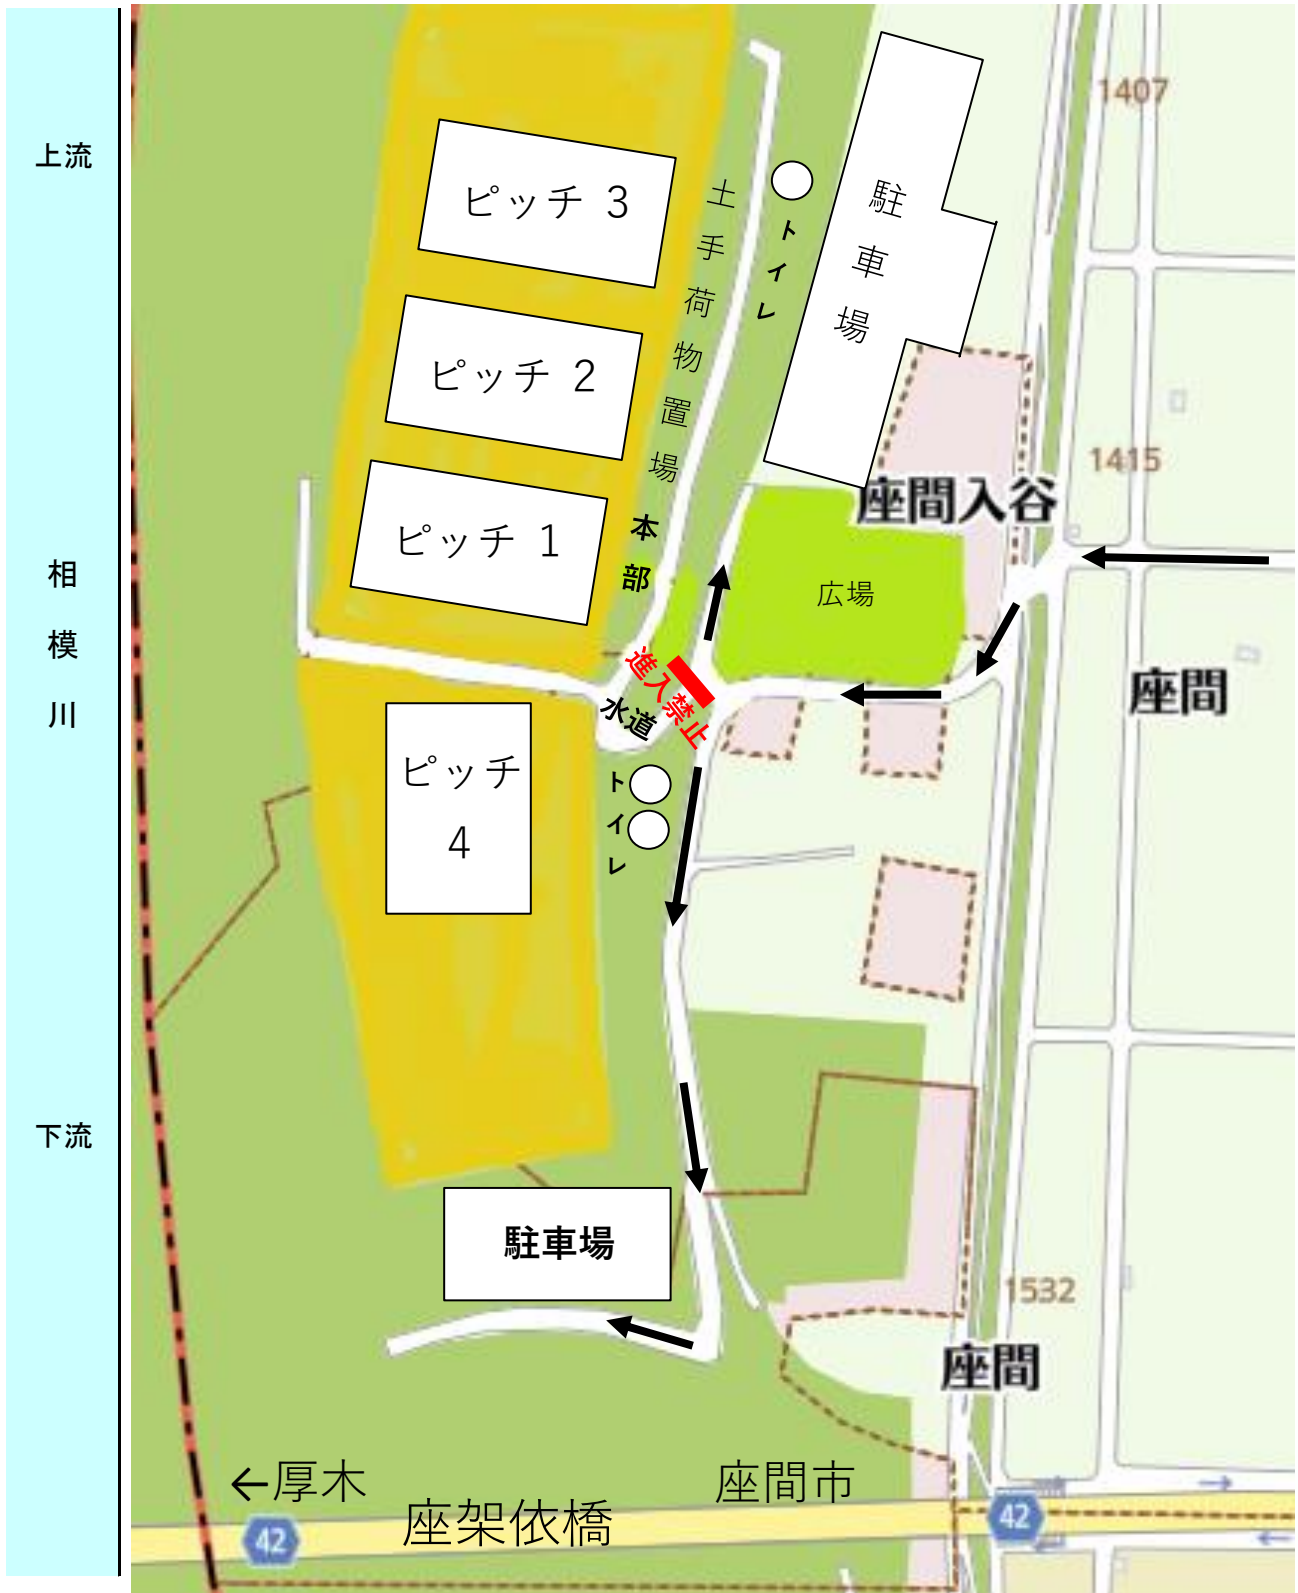 1407
上流
ピッチ 3
土手荷物置場
トイレ
駐車場
ピッチ 2
1415
座間入谷
ピッチ 1
本部
広場
相模川
進入禁止
水道
座間
ピッチ
4
トイレ
下流
駐車場
1532
座間
←厚木
座架依橋
座間市
42
42